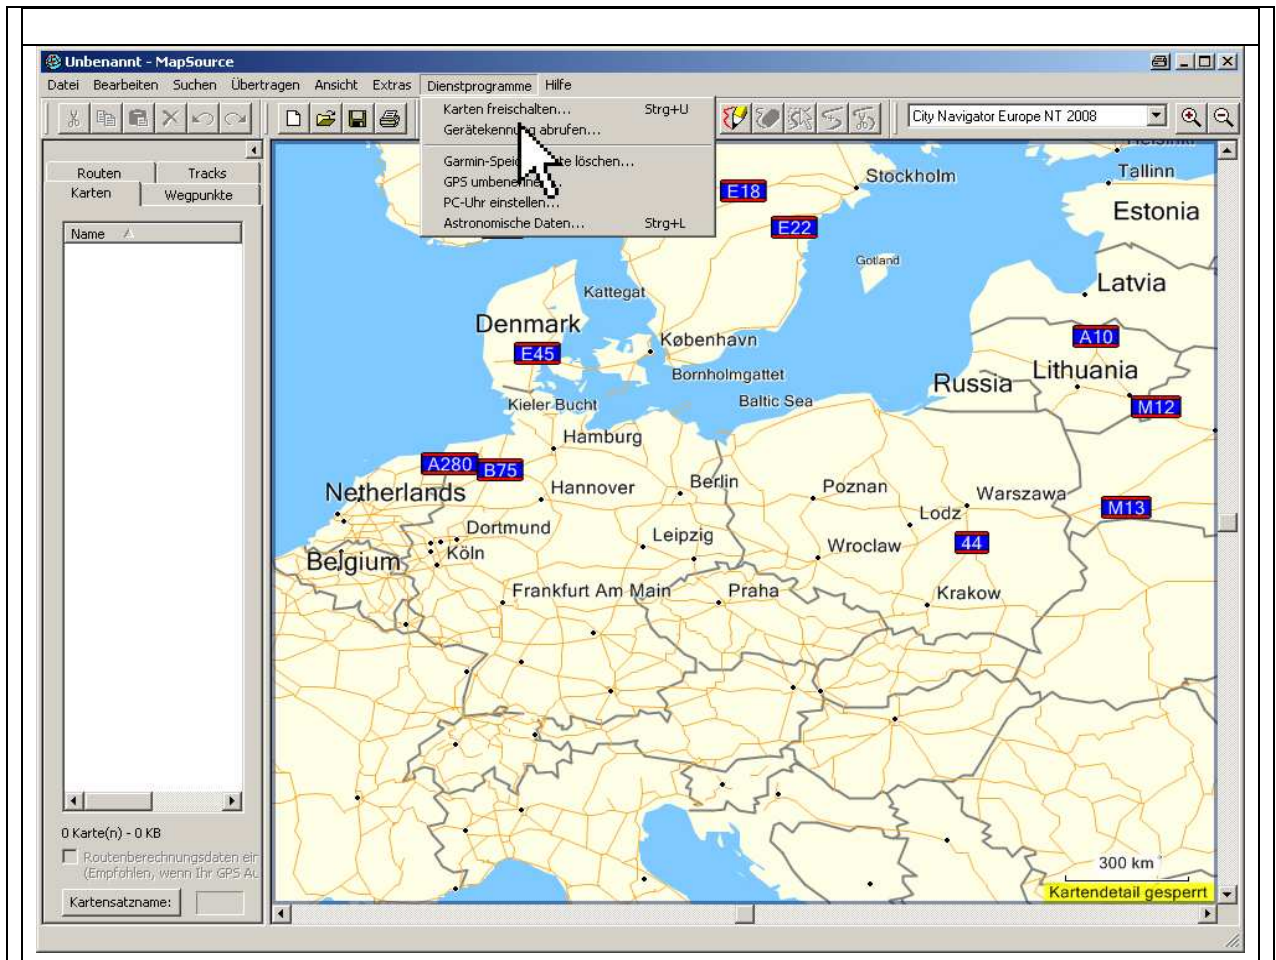 Unbenannt - MapSource
Datei Bearbeiten Suchen Übertragen Ansicht Extras Dienstprogramme Hilfe
Karten freischalten... Strg+U
Gerätekennung abrufen...
löschen...
GPS
PC-Uhr einstellen...
Astronomische Daten... Strg+L
City Navigator Europe NT 2008
Routen Tracks
Karten Wegpunkte
Name
0 Karte(n) - 0 KB
Routenberechnungsdaten ein
(Empfohlen, wenn Ihr GPS Au
Kartensatzname:
Tallinn
Stockholm
E18
Estonia
E22
Gotland
Latvia
Kattegat
Denmark
A10
København
E45
Lithuania
Bornholmgattet
Russia
Baltic Sea
Kieler Bucht
M12
Hamburg
A280
B75
Berlin
Netherlands
Hannover
Poznan
Warszawa
M13
Lodz
Dortmund
Leipzig
Wroclaw
44
Köln
Belgium
Frankfurt Am Main
Praha
Krakow
300 km
Kartendetail gesperrt